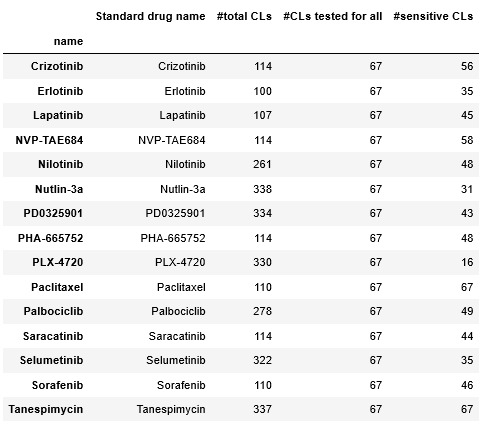 Standard drug name #total CLs #CLs tested for all #sensitive CLs
name
Crizotinib Crizotinib 114 67 56
Erlotinib Erlotinib 100 67 35
Lapatinib Lapatinib 107 67 45
NVP-TAE684 NVP-TAE684 114 67 58
Nilotinib Nilotinib 261 67 48
Nutlin-3a Nutlin-3a 338 67 31
PD0325901 PD0325901 334 67 43
PHA-665752 PHA-665752 114 67 48
PLX-4720 PLX-4720 330 67 16
Paclitaxel Paclitaxel 110 67 67
Palbociclib Palbociclib 278 67 49
Saracatinib Saracatinib 114 67 44
Selumetinib Selumetinib 322 67 35
Sorafenib Sorafenib 110 67 46
Tanespimycin Tanespimycin 337 67 67